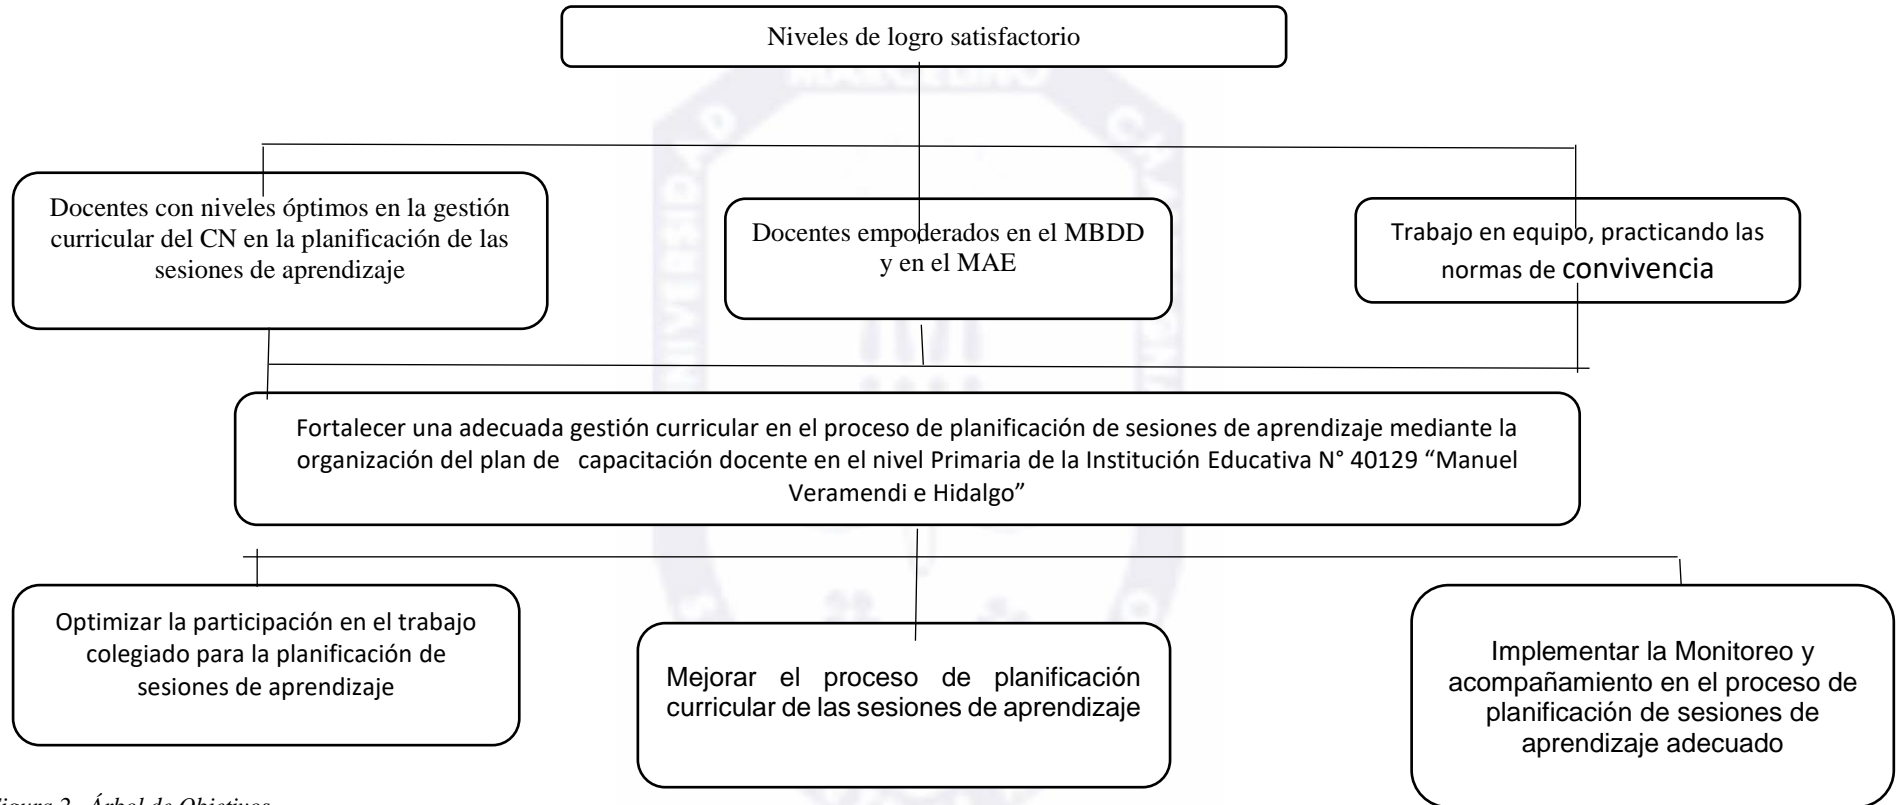 Niveles de logro satisfactorio
Docentes con niveles óptimos en la gestión
curricular del CN en la planificación de las
sesiones de aprendizaje
Docentes empoderados en el MBDD
y en el MAE
Trabajo en equipo, practicando las
normas de convivencia
Fortalecer una adecuada gestión curricular en el proceso de planificación de sesiones de aprendizaje mediante la
organización del plan de capacitación docente en el nivel Primaria de la Institución Educativa N° 40129 “Manuel
Veramendi e Hidalgo”
Optimizar la participación en el trabajo
colegiado para la planificación de
sesiones de aprendizaje
Mejorar el proceso de planificación
curricular de las sesiones de aprendizaje
Implementar la Monitoreo y
acompañamiento en el proceso de
planificación de sesiones de
aprendizaje adecuado
2. Árbol de Objetivos